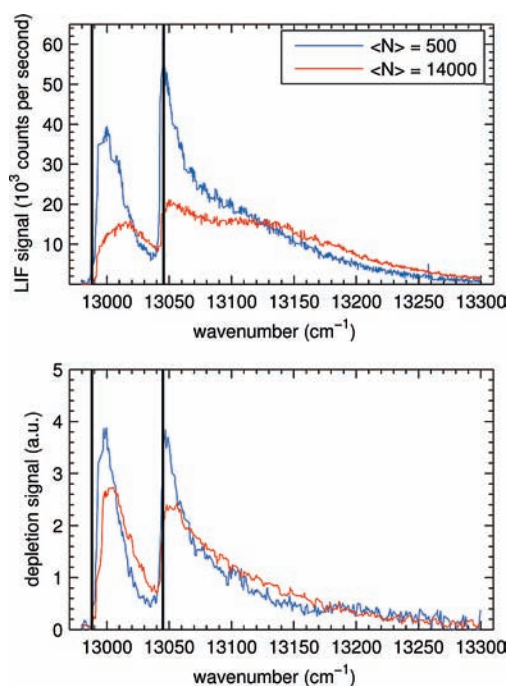 LIF signal (10³ counts per second)
60
50
40
30
20
10
<N> = 500
<N> = 14000
13000 13050 13100 13150 13200 13250 13300
wavenumber (cm⁻¹)
depletion signal (a.u.)
5
4
3
2
1
0
13000 13050 13100 13150 13200 13250 13300
wavenumber (cm⁻¹)